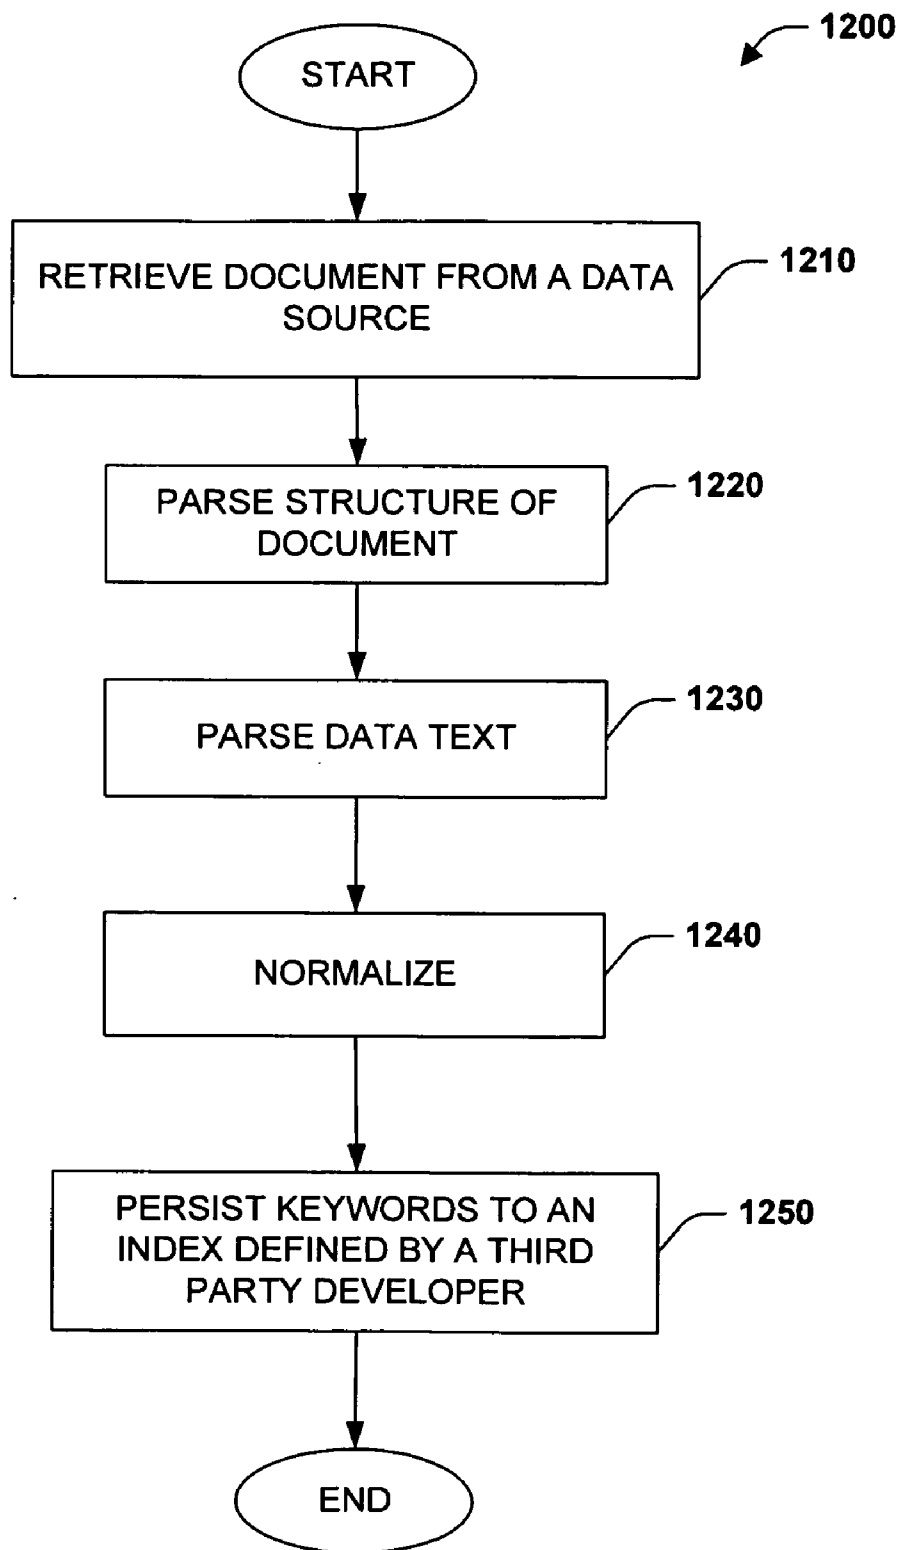 1200
START
RETRIEVE DOCUMENT FROM A DATA
SOURCE
1210
PARSE STRUCTURE OF
DOCUMENT
1220
PARSE DATA TEXT
1230
NORMALIZE
1240
PERSIST KEYWORDS TO AN
INDEX DEFINED BY A THIRD
PARTY DEVELOPER
1250
END